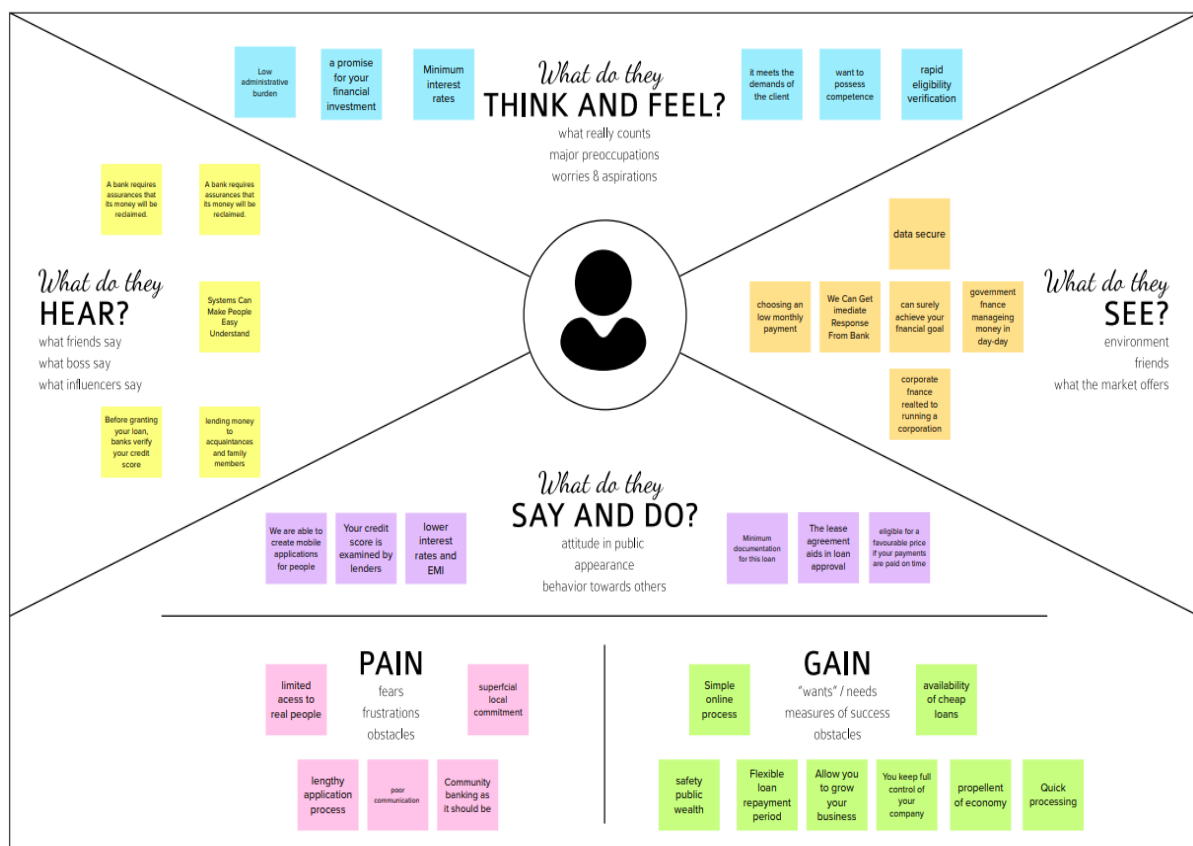 Low
administrative
burden
a promise
for your
financial
investment
Minimum
interest
rates
What do they
THINK AND FEEL?
what really counts
major preoccupations
worries & aspirations
it meets the
demands of
the client
want to
possess
competence
rapid
eligibility
verification
A bank requires
assurances that
its money will be
reclaimed.
A bank requires
assurances that
its money will be
reclaimed.
What do they
HEAR?
what friends say
what boss say
what influencers say
Systems Can
Make People
Easy
Understand
Before granting
your loan,
banks verify
your credit
score
lending money
to
acquaintances
and family
members
data secure
choosing an
low monthly
payment
We Can Get
imediate
Response
From Bank
can surely
achieve your
fnancial goal
government
fnance
manageing
money in
day-day
corporate
fnance
realted to
running a
corporation
What do they
SEE?
environment
friends
what the market offers
What do they
SAY AND DO?
attitude in public
appearance
behavior towards others
We are able to
create mobile
applications
for people
Your credit
score is
examined by
lenders
lower
interest
rates and
EMI
Minimum
documentation
for this loan
The lease
agreement
aids in loan
approval
eligible for a
favourable price
if your payments
are paid on time
PAIN
fears
frustrations
obstacles
limited
acess to
real people
superfcial
local
commitment
lengthy
application
process
poor
communication
Community
banking as
it should be
GAIN
"wants" / needs
measures of success
obstacles
Simple
online
process
availability
of cheap
loans
safety
public
wealth
Flexible
loan
repayment
period
Allow you
to grow
your
business
You keep full
control of
your
company
propellent
of economy
Quick
processing